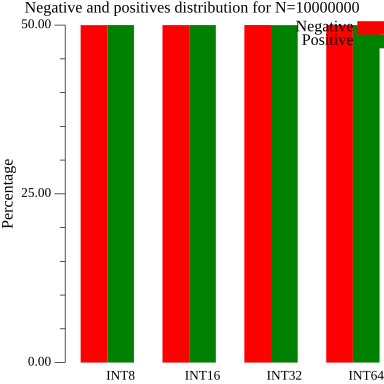 Negative and positives distribution for N=10000000
Negative
Positive
Percentage
50.00
25.00
0.00
INT8
INT16
INT32
INT64